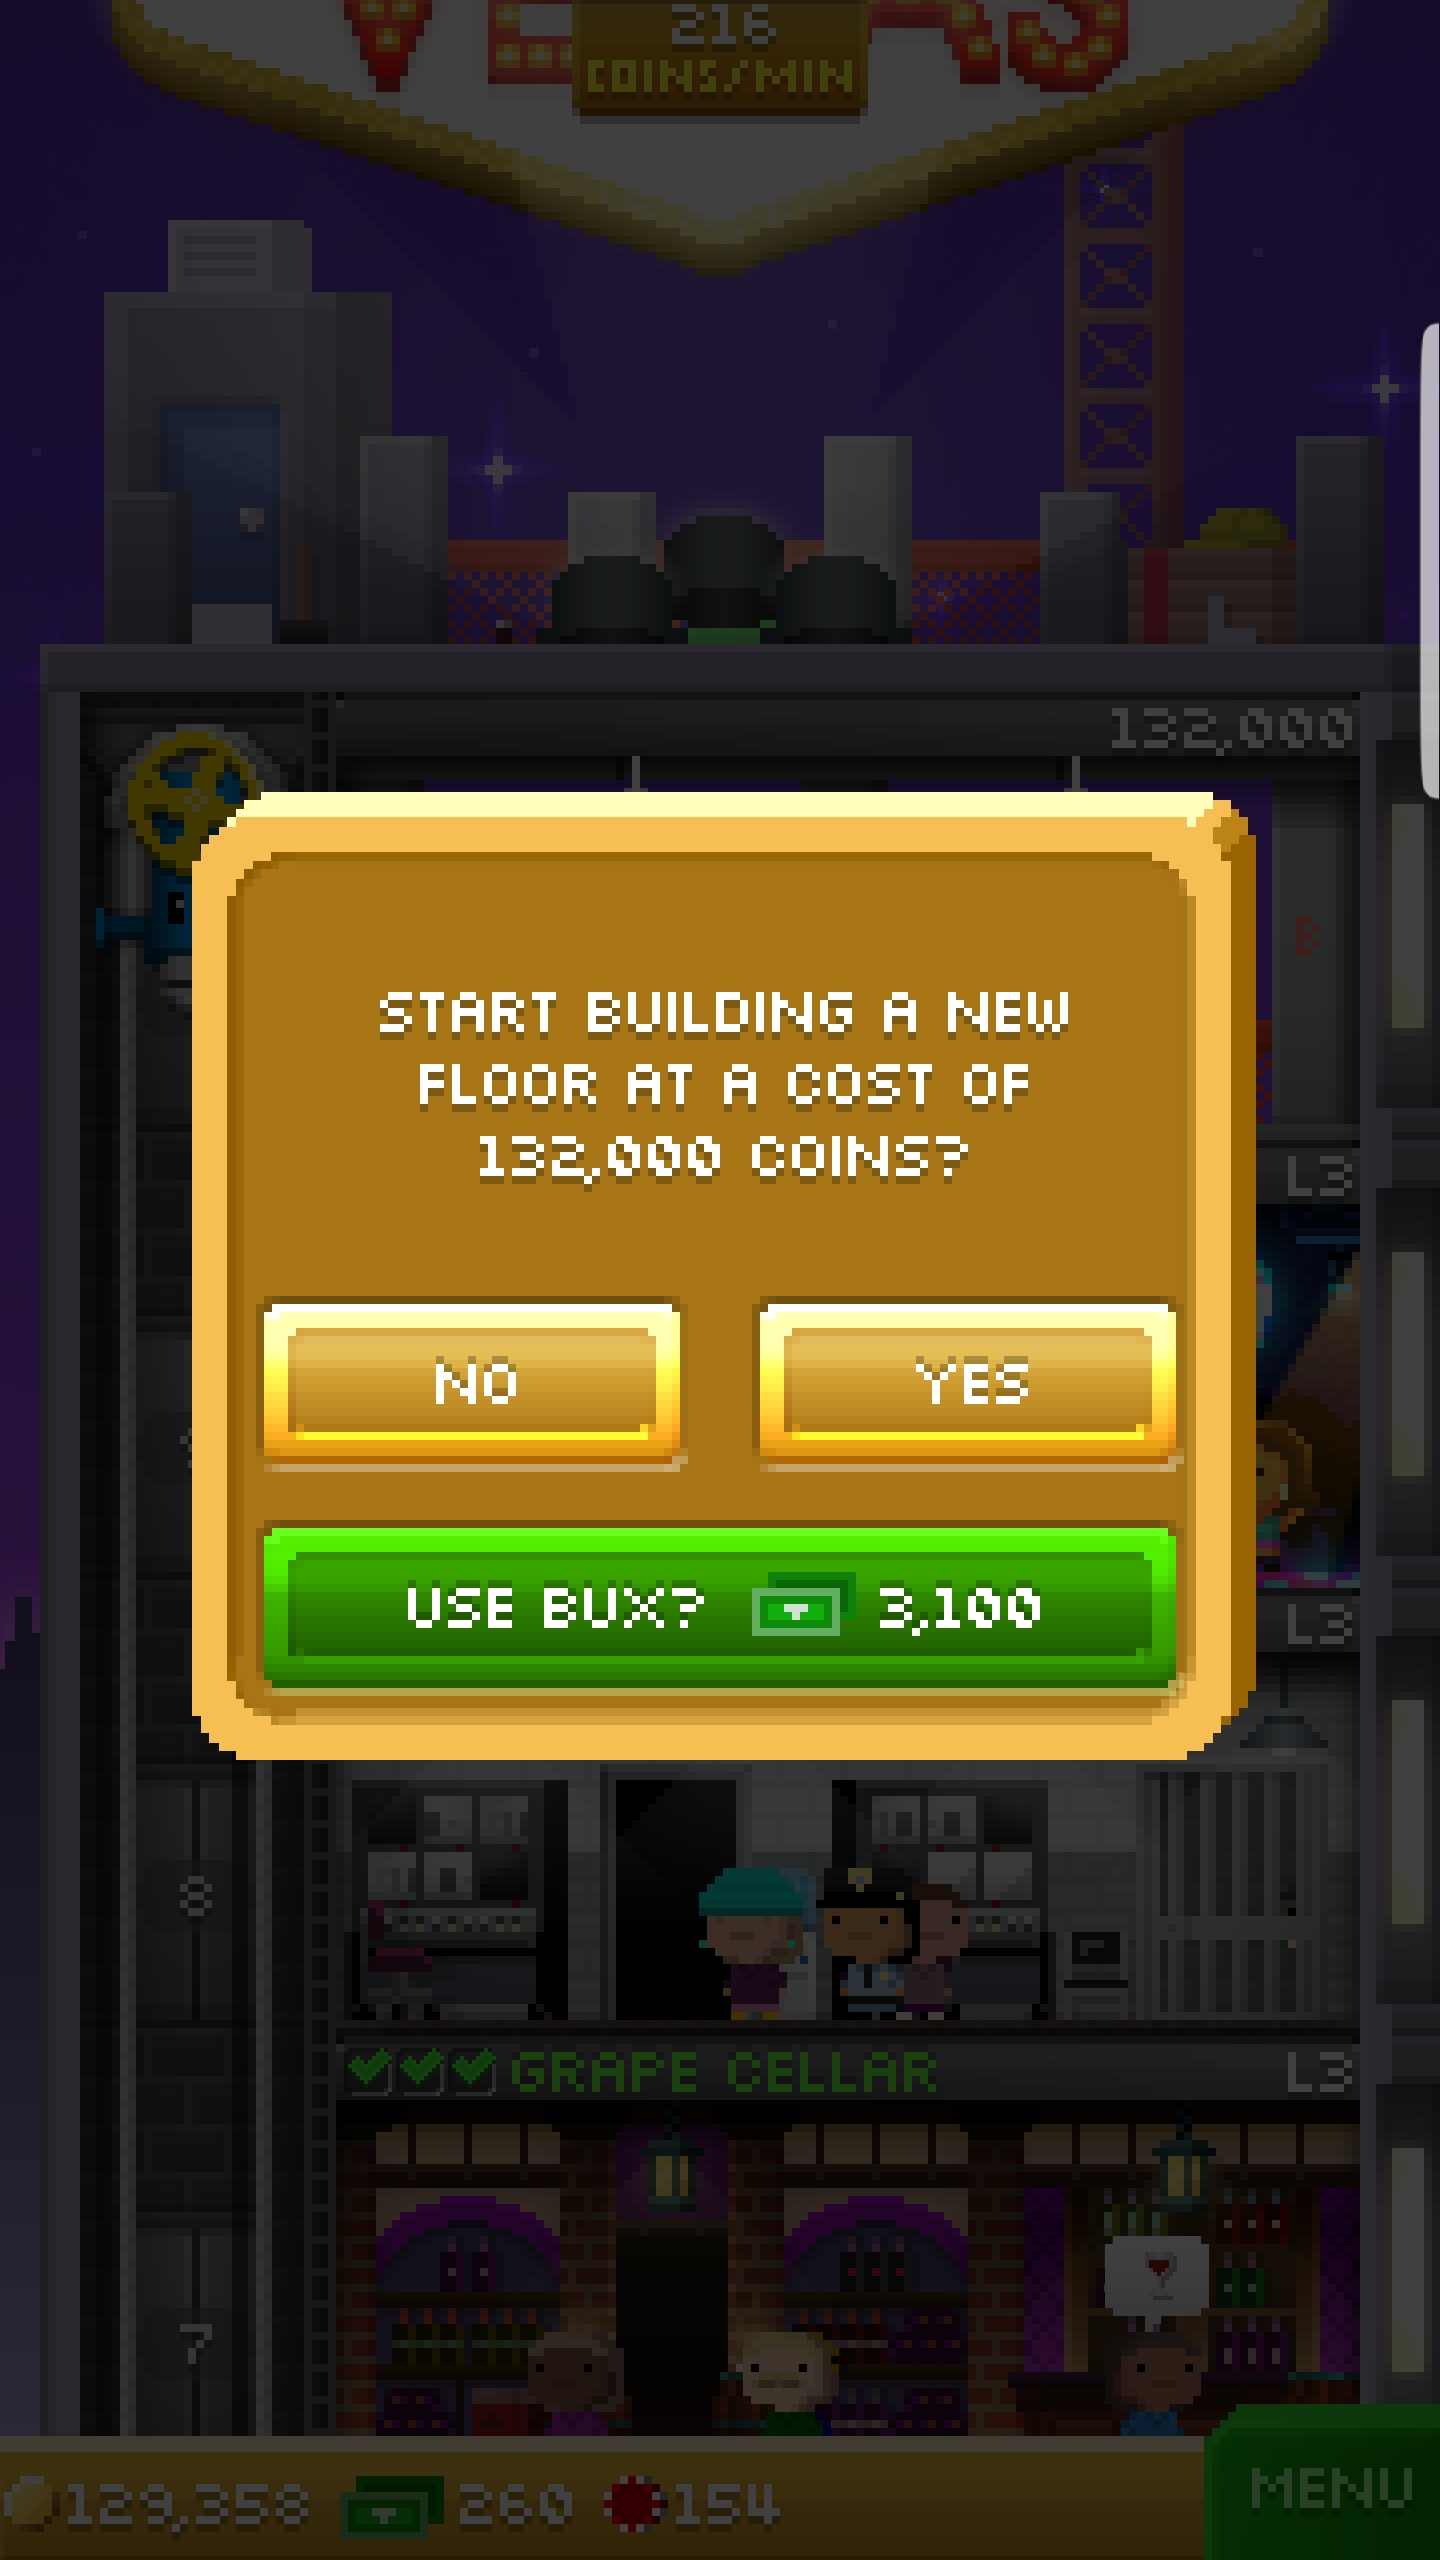 VEGAS
216
COINS/MIN
132,000
B
START BUILDING A NEW
FLOOR AT A COST OF
132,000 COINS?
L3
NO
YES
USE BUX? 3,100
L3
8
GRAPE CELLAR
L3
7
129,358
260
154
MENU